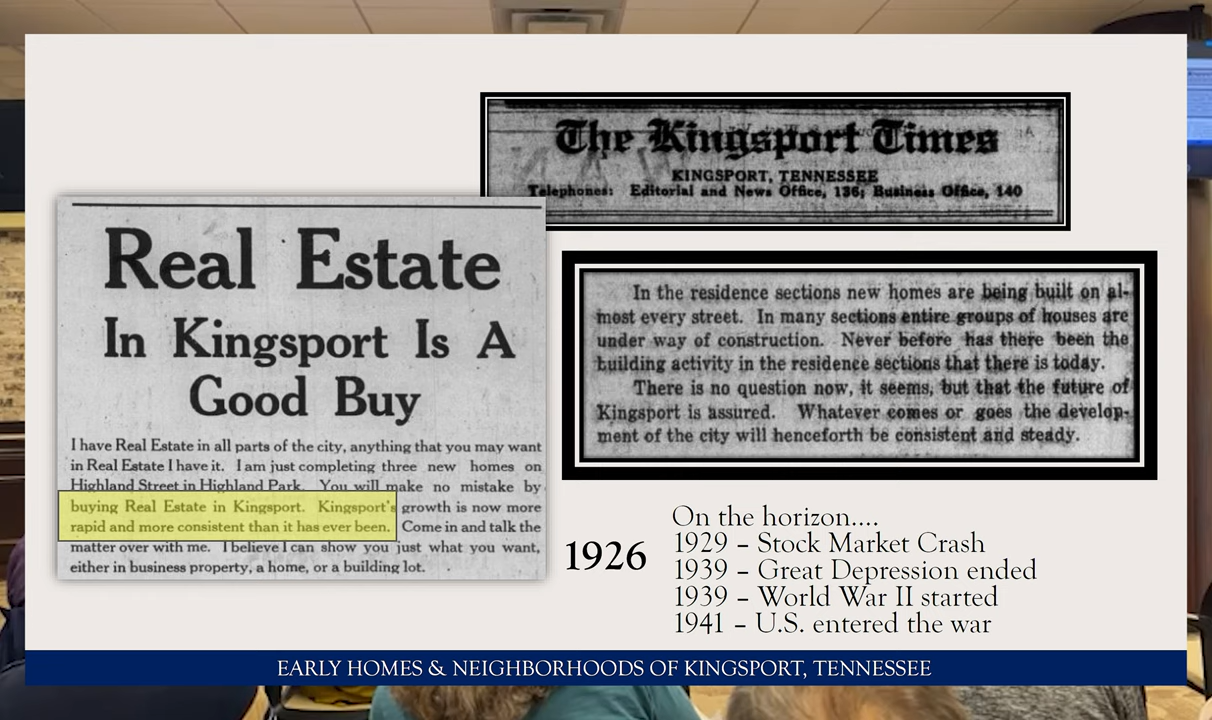 The Kingsport Times
KINGSPORT, TENNESSEE
Telephones: Editorial and News Office, 136; Business Office, 140
Real Estate
In Kingsport Is A
Good Buy
I have Real Estate in all parts of the city, anything that you may want
in Real Estate I have it. I am just completing three new homes on
Highland Street in Highland Park. You will make no mistake by
buying Real Estate in Kingsport. Kingsport's growth is now more
rapid and more consistent than it has ever been. Come in and talk the
matter over with me. I believe I can show you just what you want,
either in business property, a home, or a building lot.
In the residence sections new homes are being built on al-
most every street. In many sections entire groups of houses are
under way of construction. Never before has there been the
building activity in the residence sections that there is today.
There is no question now, it seems, but that the future of
Kingsport is assured. Whatever comes or goes the develop-
ment of the city will henceforth be consistent and steady.
1926
On the horizon....
1929 – Stock Market Crash
1939 – Great Depression ended
1939 – World War II started
1941 – U.S. entered the war
EARLY HOMES & NEIGHBORHOODS OF KINGSPORT, TENNESSEE